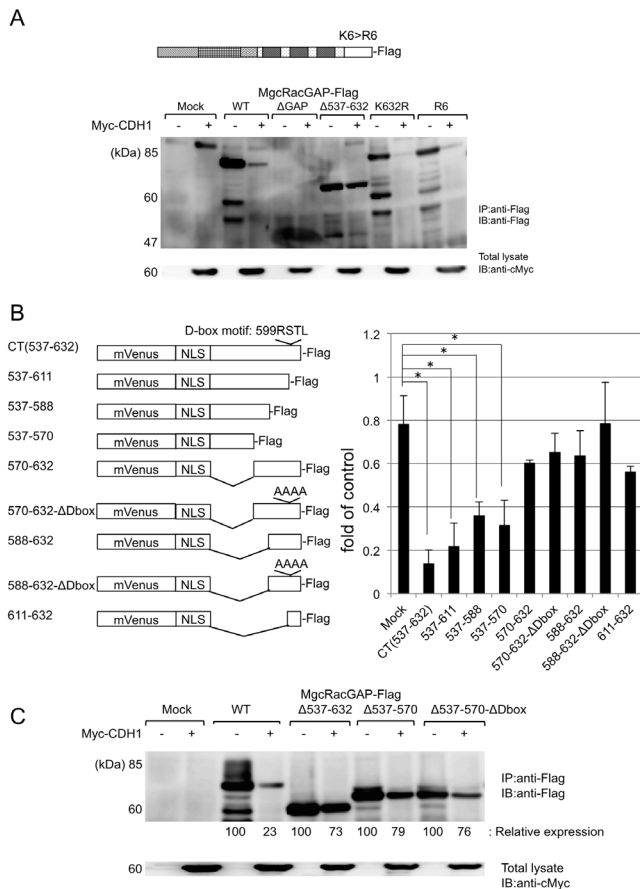 A
K6>R6
-Flag
MgcRacGAP-Flag
Mock WT ΔGAP Δ537-632 K632R R6
Myc-CDH1 - + - + - + - + - + - +
(kDa) 85
60
47
IP:anti-Flag
IB:anti-Flag
Total lysate
60 IB:anti-cMyc
B
D-box motif: 599RSTL
CT(537-632) mVenus NLS -Flag
537-611 mVenus NLS -Flag
537-588 mVenus NLS -Flag
537-570 mVenus NLS -Flag
570-632 mVenus NLS -Flag
AAAA
570-632-ΔDbox mVenus NLS -Flag
588-632 mVenus NLS -Flag
AAAA
588-632-ΔDbox mVenus NLS -Flag
611-632 mVenus NLS -Flag
fold of control
1.2
1
0.8
0.6
0.4
0.2
0
* * * *
Mock
CT(537-632)
537-611
537-588
537-570
570-632
570-632-ΔDbox
588-632
588-632-ΔDbox
611-632
C
MgcRacGAP-Flag
Mock WT Δ537-632 Δ537-570 Δ537-570-ΔDbox
Myc-CDH1 - + - + - + - + - +
(kDa) 85
60
IP:anti-Flag
IB:anti-Flag
100 23 100 73 100 79 100 76 : Relative expression
60 Total lysate
IB:anti-cMyc